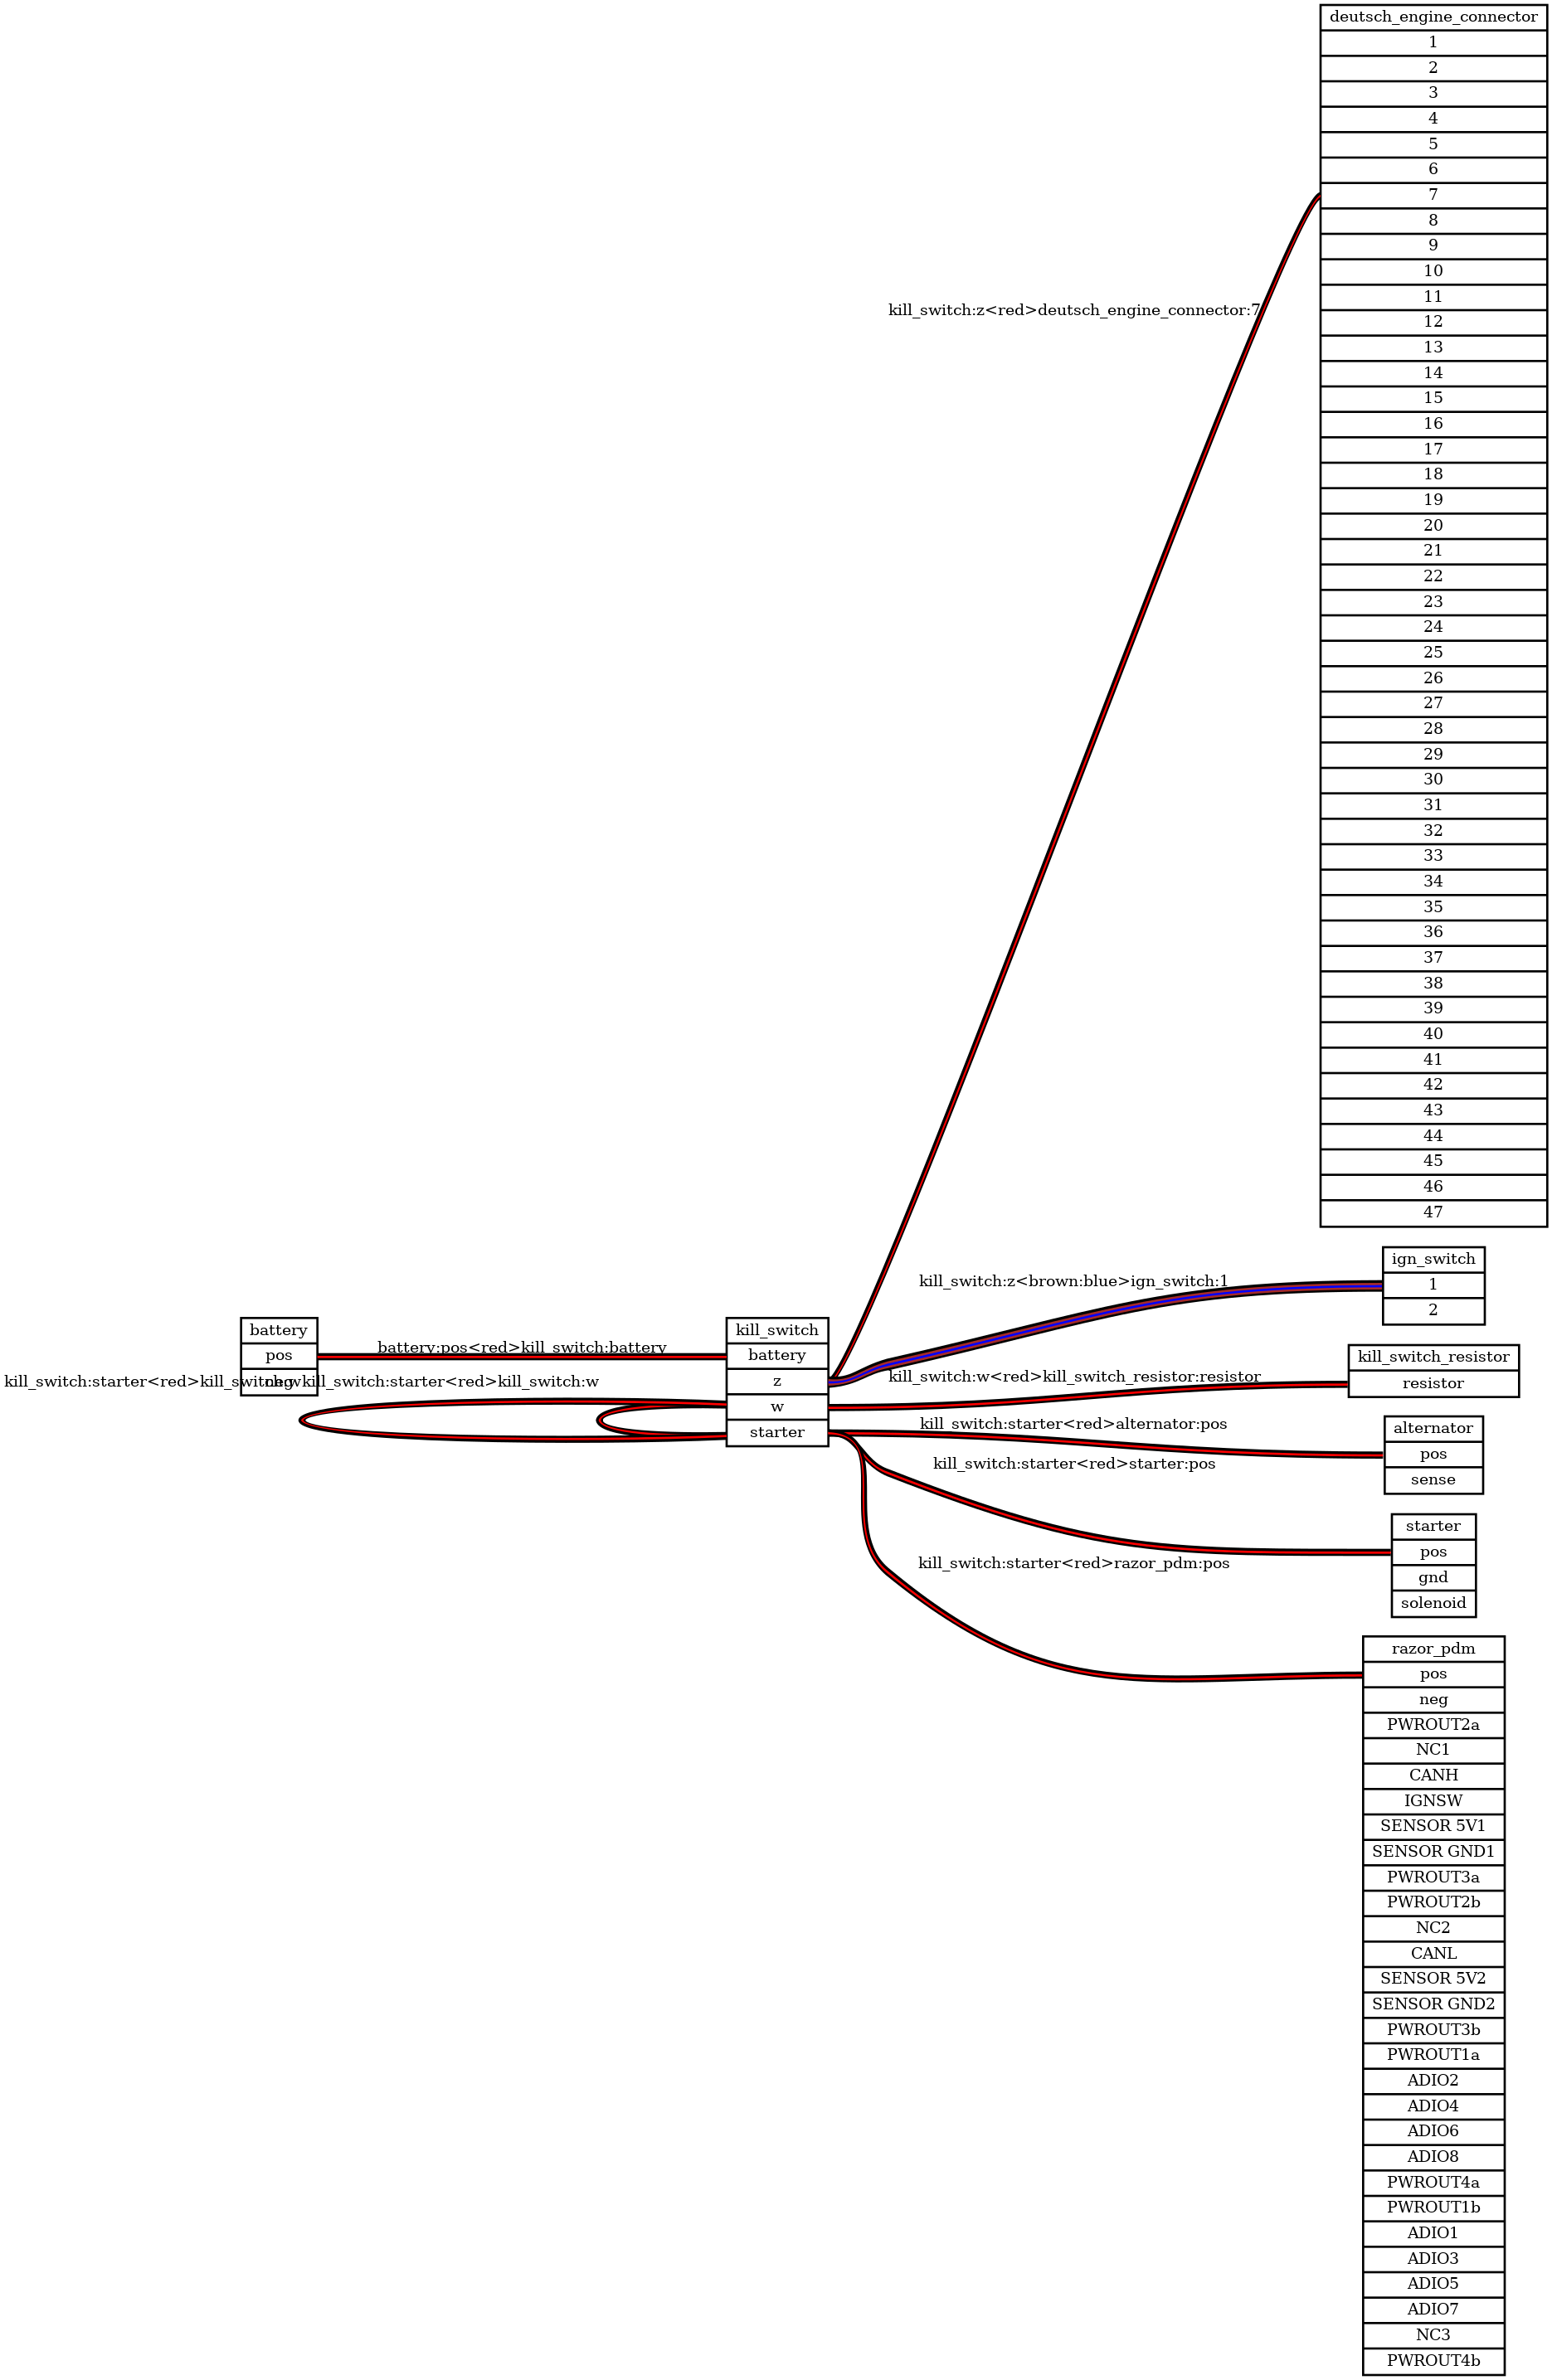 deutsch_engine_connector
1
2
3
4
5
6
7
8
9
10
11
12
13
14
15
16
17
18
19
20
21
22
23
24
25
26
27
28
29
30
31
32
33
34
35
36
37
38
39
40
41
42
43
44
45
46
47
kill_switch:z<red>deutsch_engine_connector:7
ign_switch
1
2
kill_switch:z<brown:blue>ign_switch:1
battery
pos
neg
battery:pos<red>kill_switch:battery
kill_switch
battery
z
w
starter
kill_switch:starter<red>kill_switch:w
kill_switch:starter<red>kill_switch:w
kill_switch_resistor
resistor
kill_switch:w<red>kill_switch_resistor:resistor
alternator
pos
sense
kill_switch:starter<red>alternator:pos
kill_switch:starter<red>starter:pos
starter
pos
gnd
solenoid
kill_switch:starter<red>razor_pdm:pos
razor_pdm
pos
neg
PWROUT2a
NC1
CANH
IGNSW
SENSOR 5V1
SENSOR GND1
PWROUT3a
PWROUT2b
NC2
CANL
SENSOR 5V2
SENSOR GND2
PWROUT3b
PWROUT1a
ADIO2
ADIO4
ADIO6
ADIO8
PWROUT4a
PWROUT1b
ADIO1
ADIO3
ADIO5
ADIO7
NC3
PWROUT4b